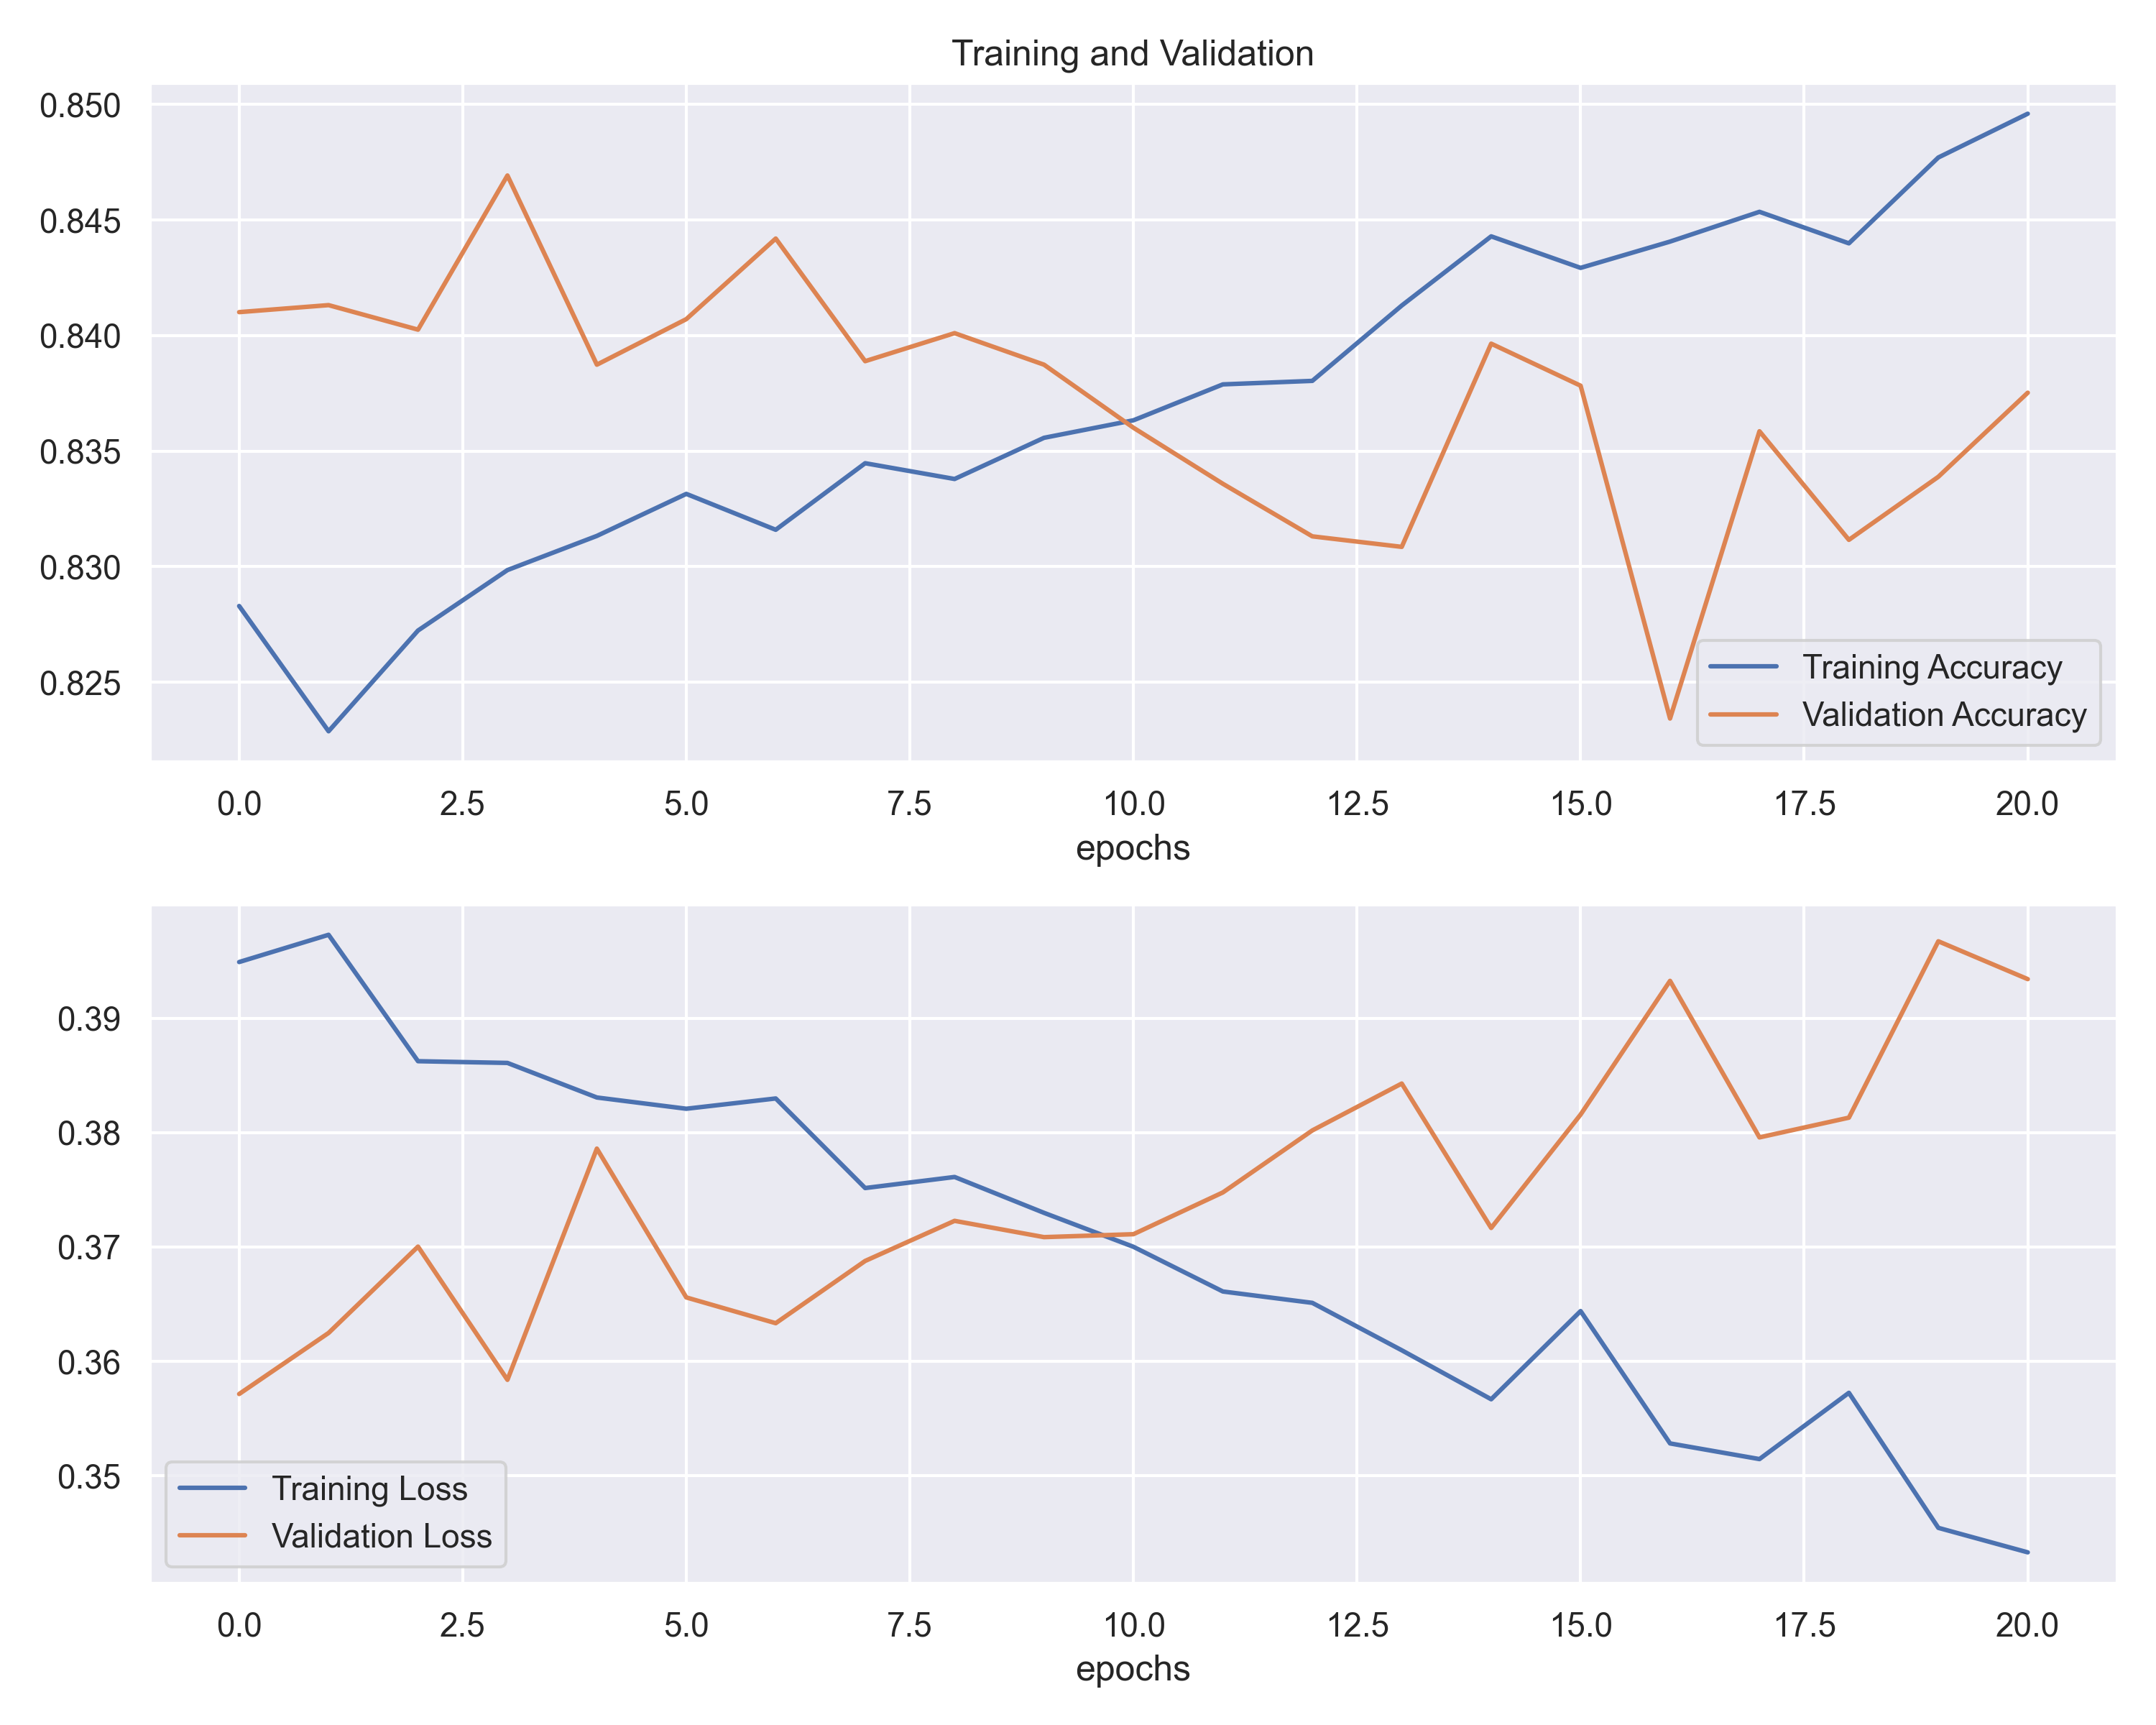 Training and Validation
0.850
0.845
0.840
0.835
0.830
0.825
Training Accuracy
Validation Accuracy
0.0 2.5 5.0 7.5 10.0 12.5 15.0 17.5 20.0
epochs
0.39
0.38
0.37
0.36
0.35
Training Loss
Validation Loss
0.0 2.5 5.0 7.5 10.0 12.5 15.0 17.5 20.0
epochs